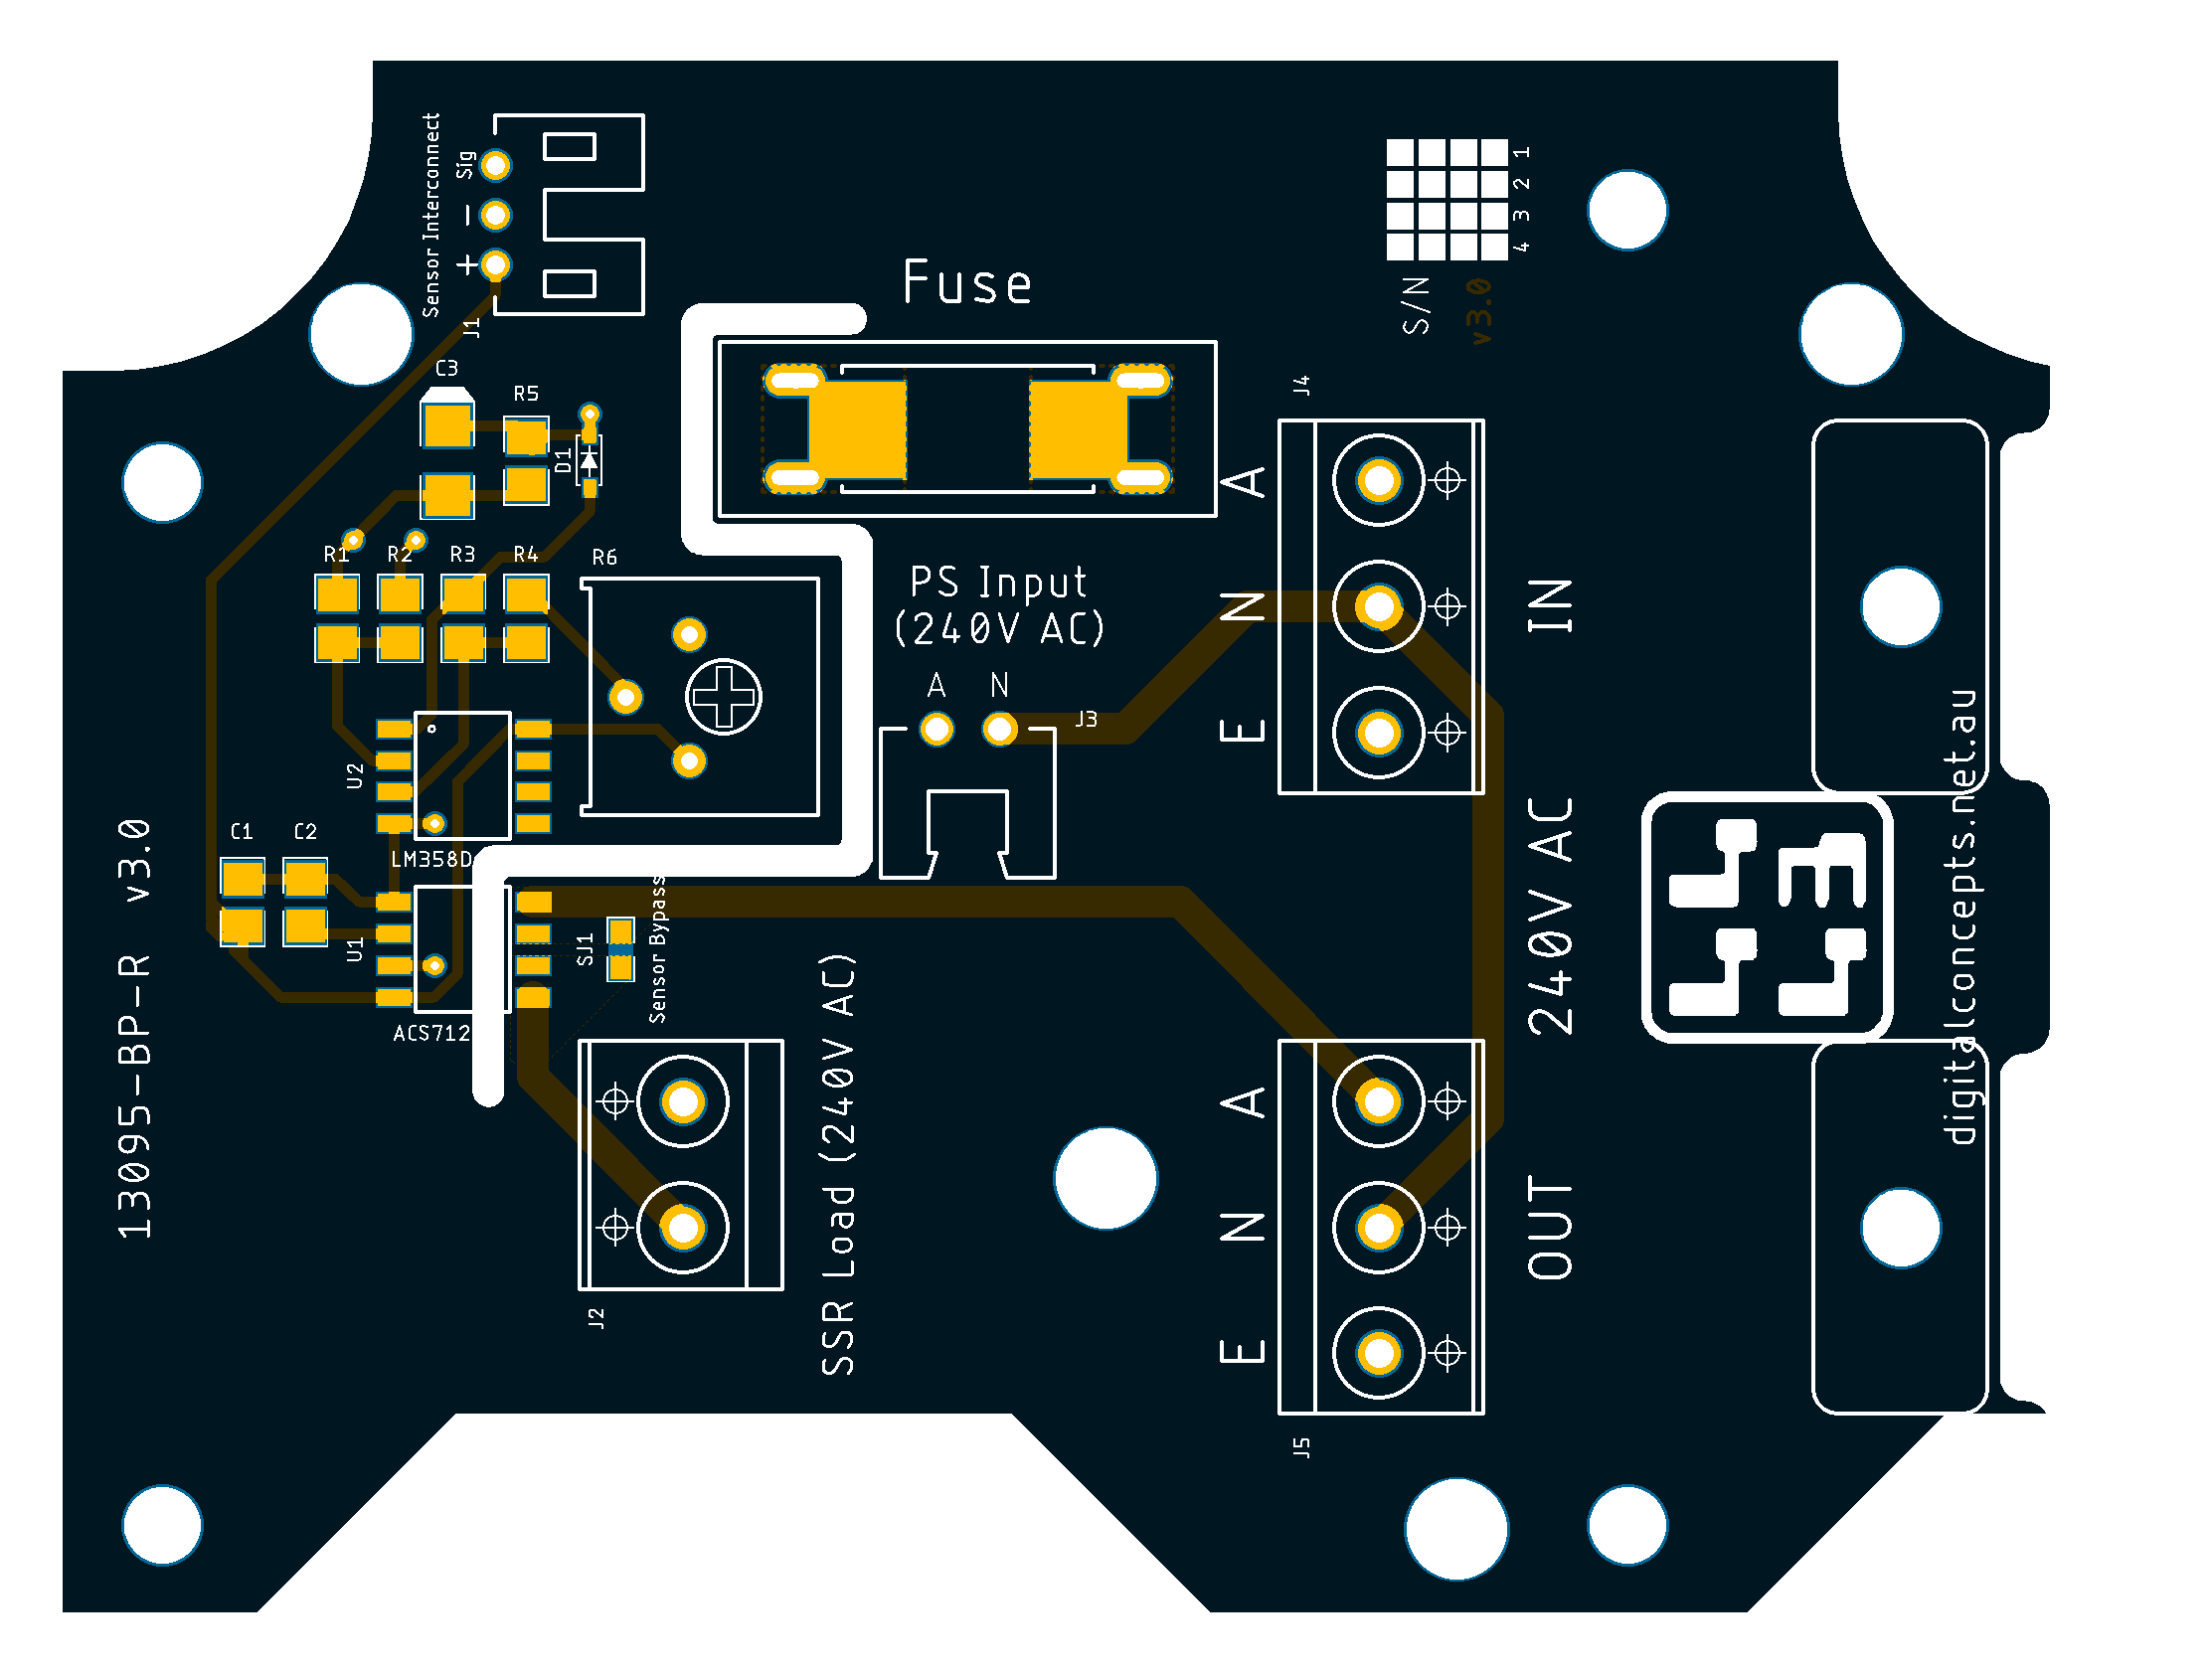 Sensor Interconnect
Sig
-
+
J1
1
2
3
4
S/N
v3.0
Fuse
C3
R5
D1
J4
R1
R2
R3
R4
R6
A
N
E
IN
PS Input
(240V AC)
A
N
J3
U2
LM358D
C1
C2
U1
ACS712
SJ1
Sensor Bypass
13095-BP-R v3.0
SSR Load (240V AC)
J2
240V AC
A
N
E
OUT
J5
digitalconcepts.net.au